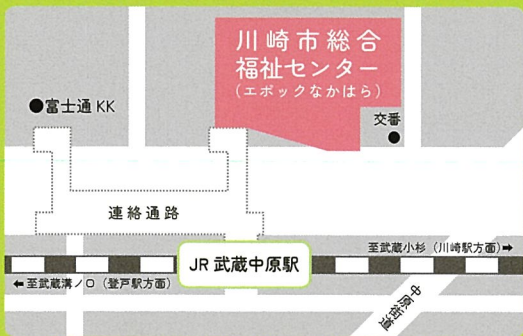 川崎市総合
福祉センター
(エポックなかはら)
●富士通KK
交番
連絡通路
至武蔵小杉（川崎駅方面）➡
JR 武蔵中原駅
⬅至武蔵溝ノ口（登戸駅方面）
中原街道